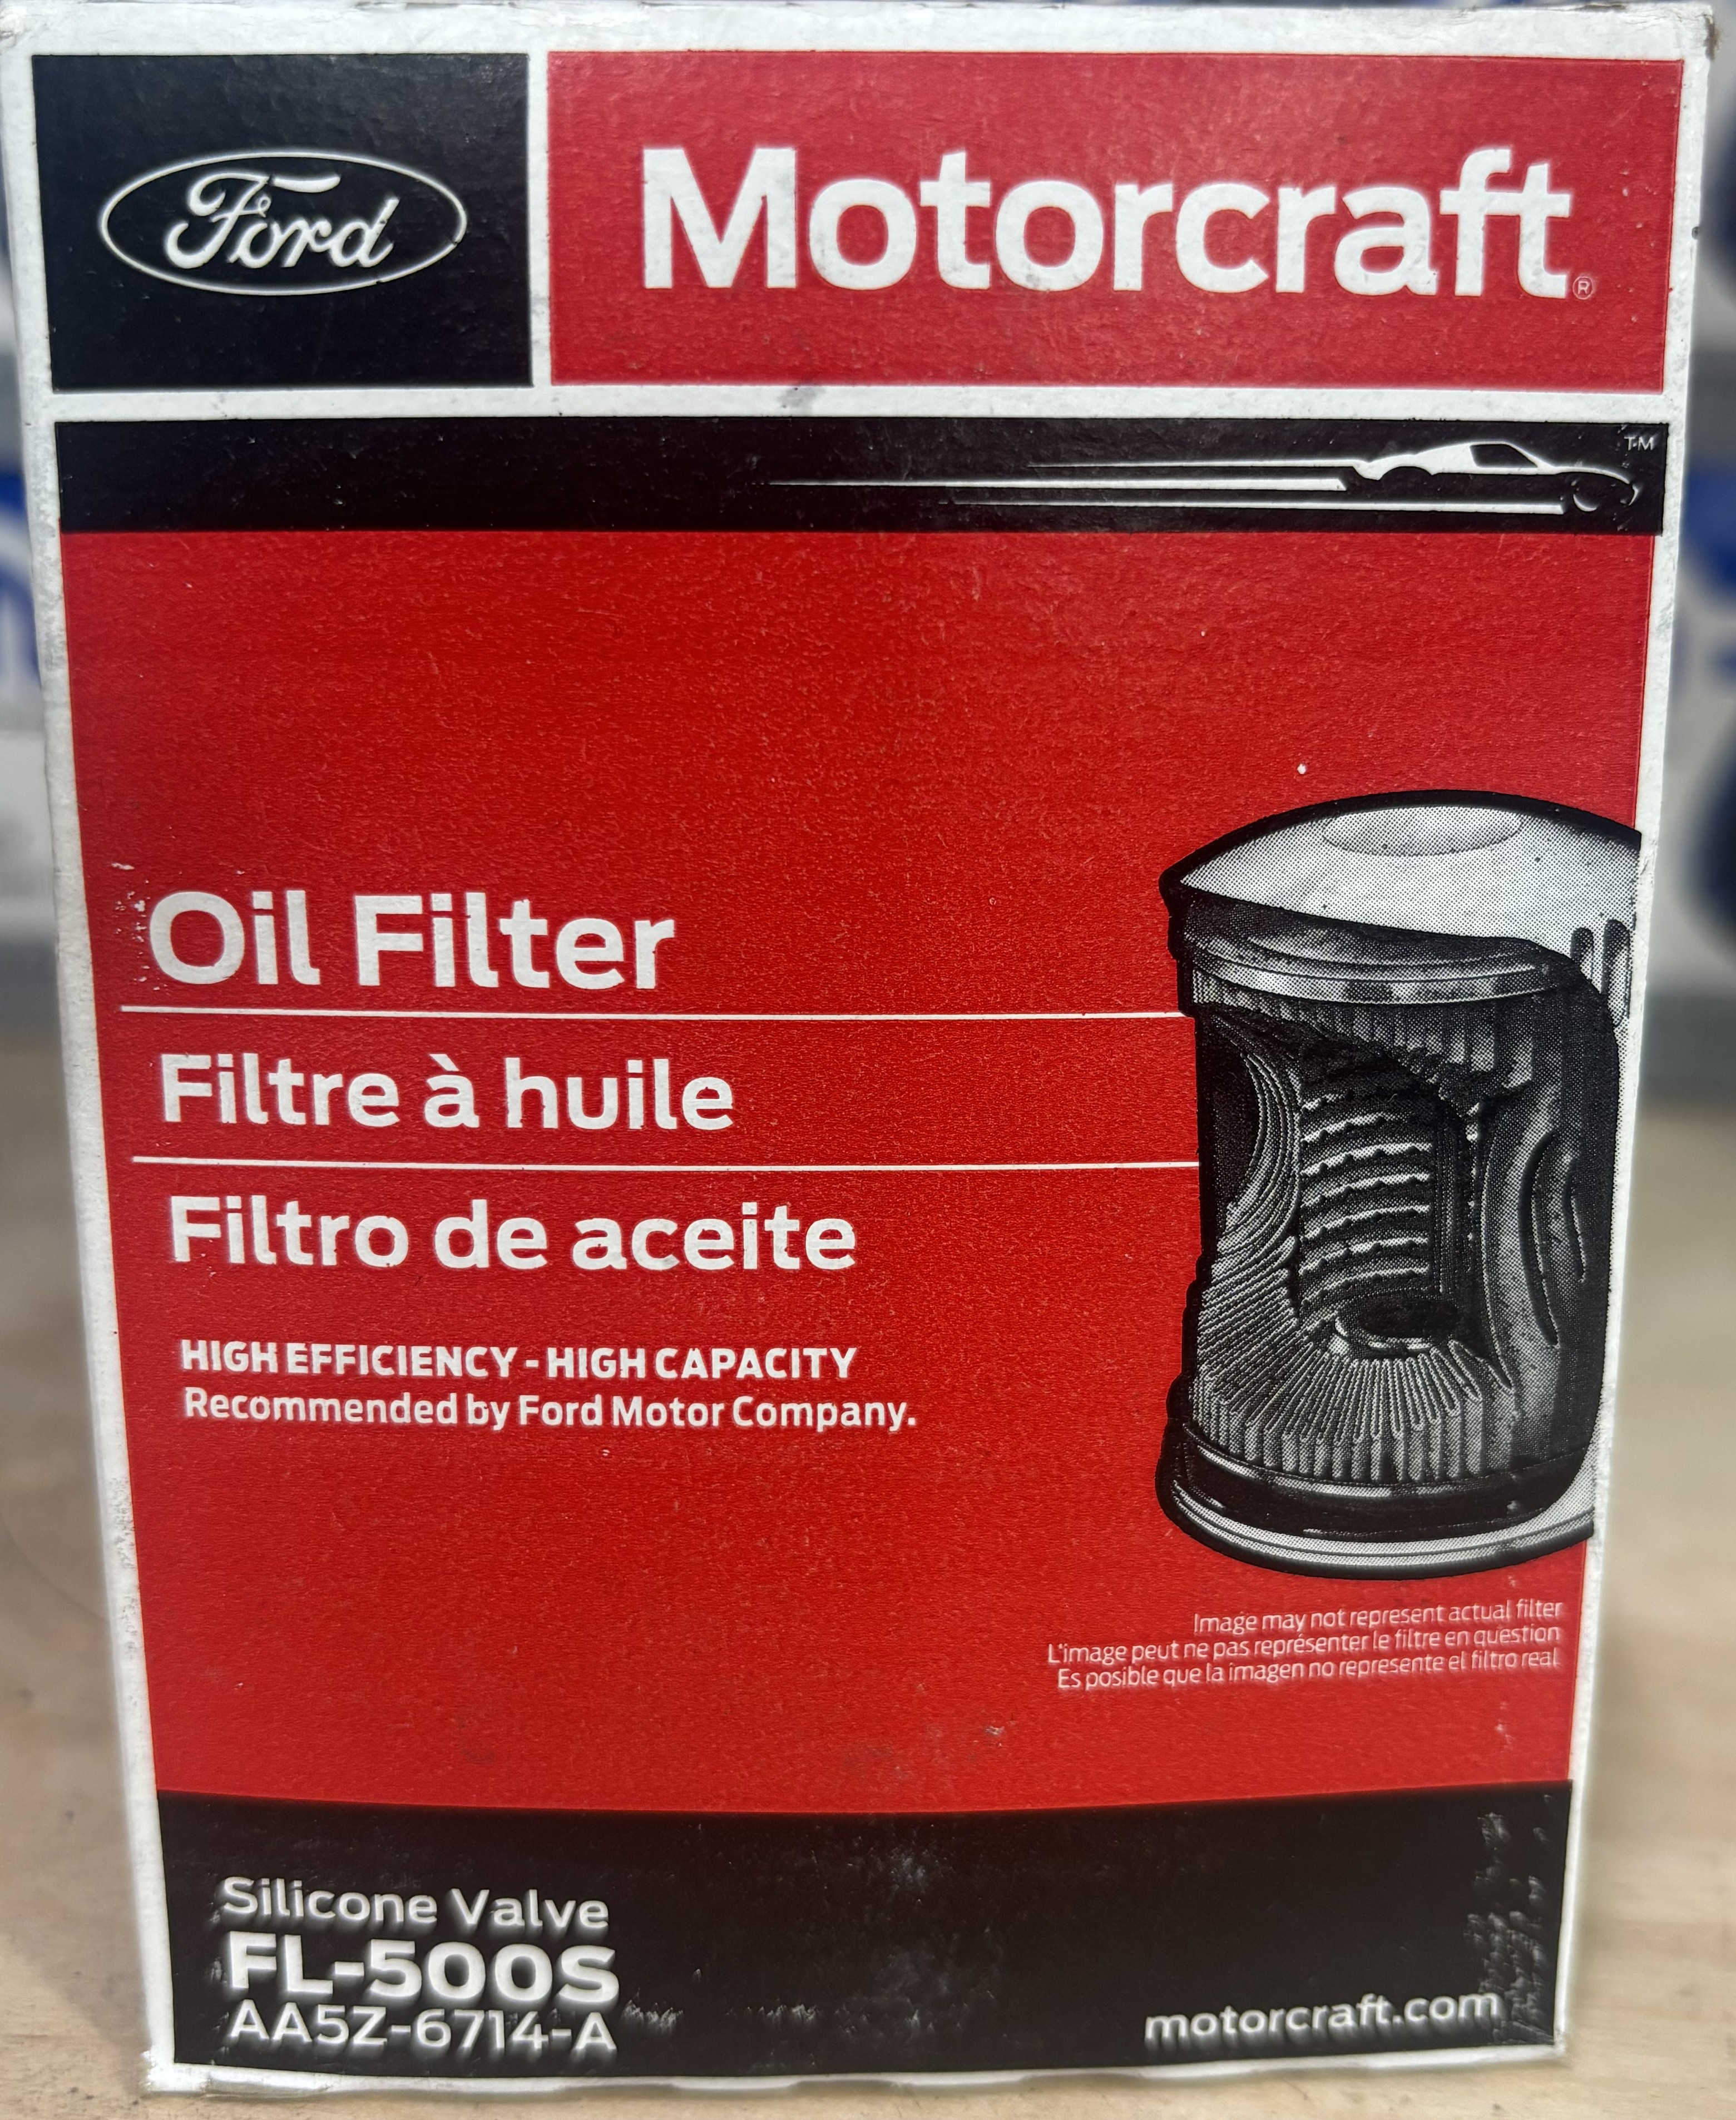 Ford
Motorcraft®
TM
Oil Filter
Filtre à huile
Filtro de aceite
HIGH EFFICIENCY - HIGH CAPACITY
Recommended by Ford Motor Company.
Image may not represent actual filter
L'image peut ne pas représenter le filtre en question
Es posible que la imagen no represente el filtro real
Silicone Valve
FL-500S
AA5Z-6714-A
motorcraft.com